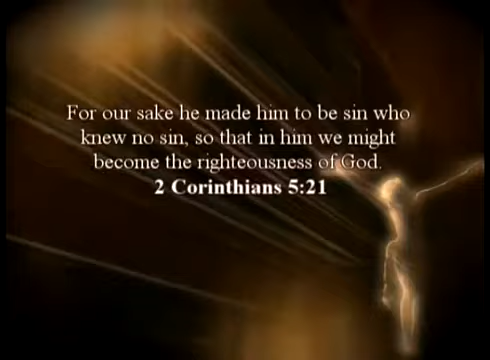 For our sake he made him to be sin who
knew no sin, so that in him we might
become the righteousness of God.
2 Corinthians 5:21